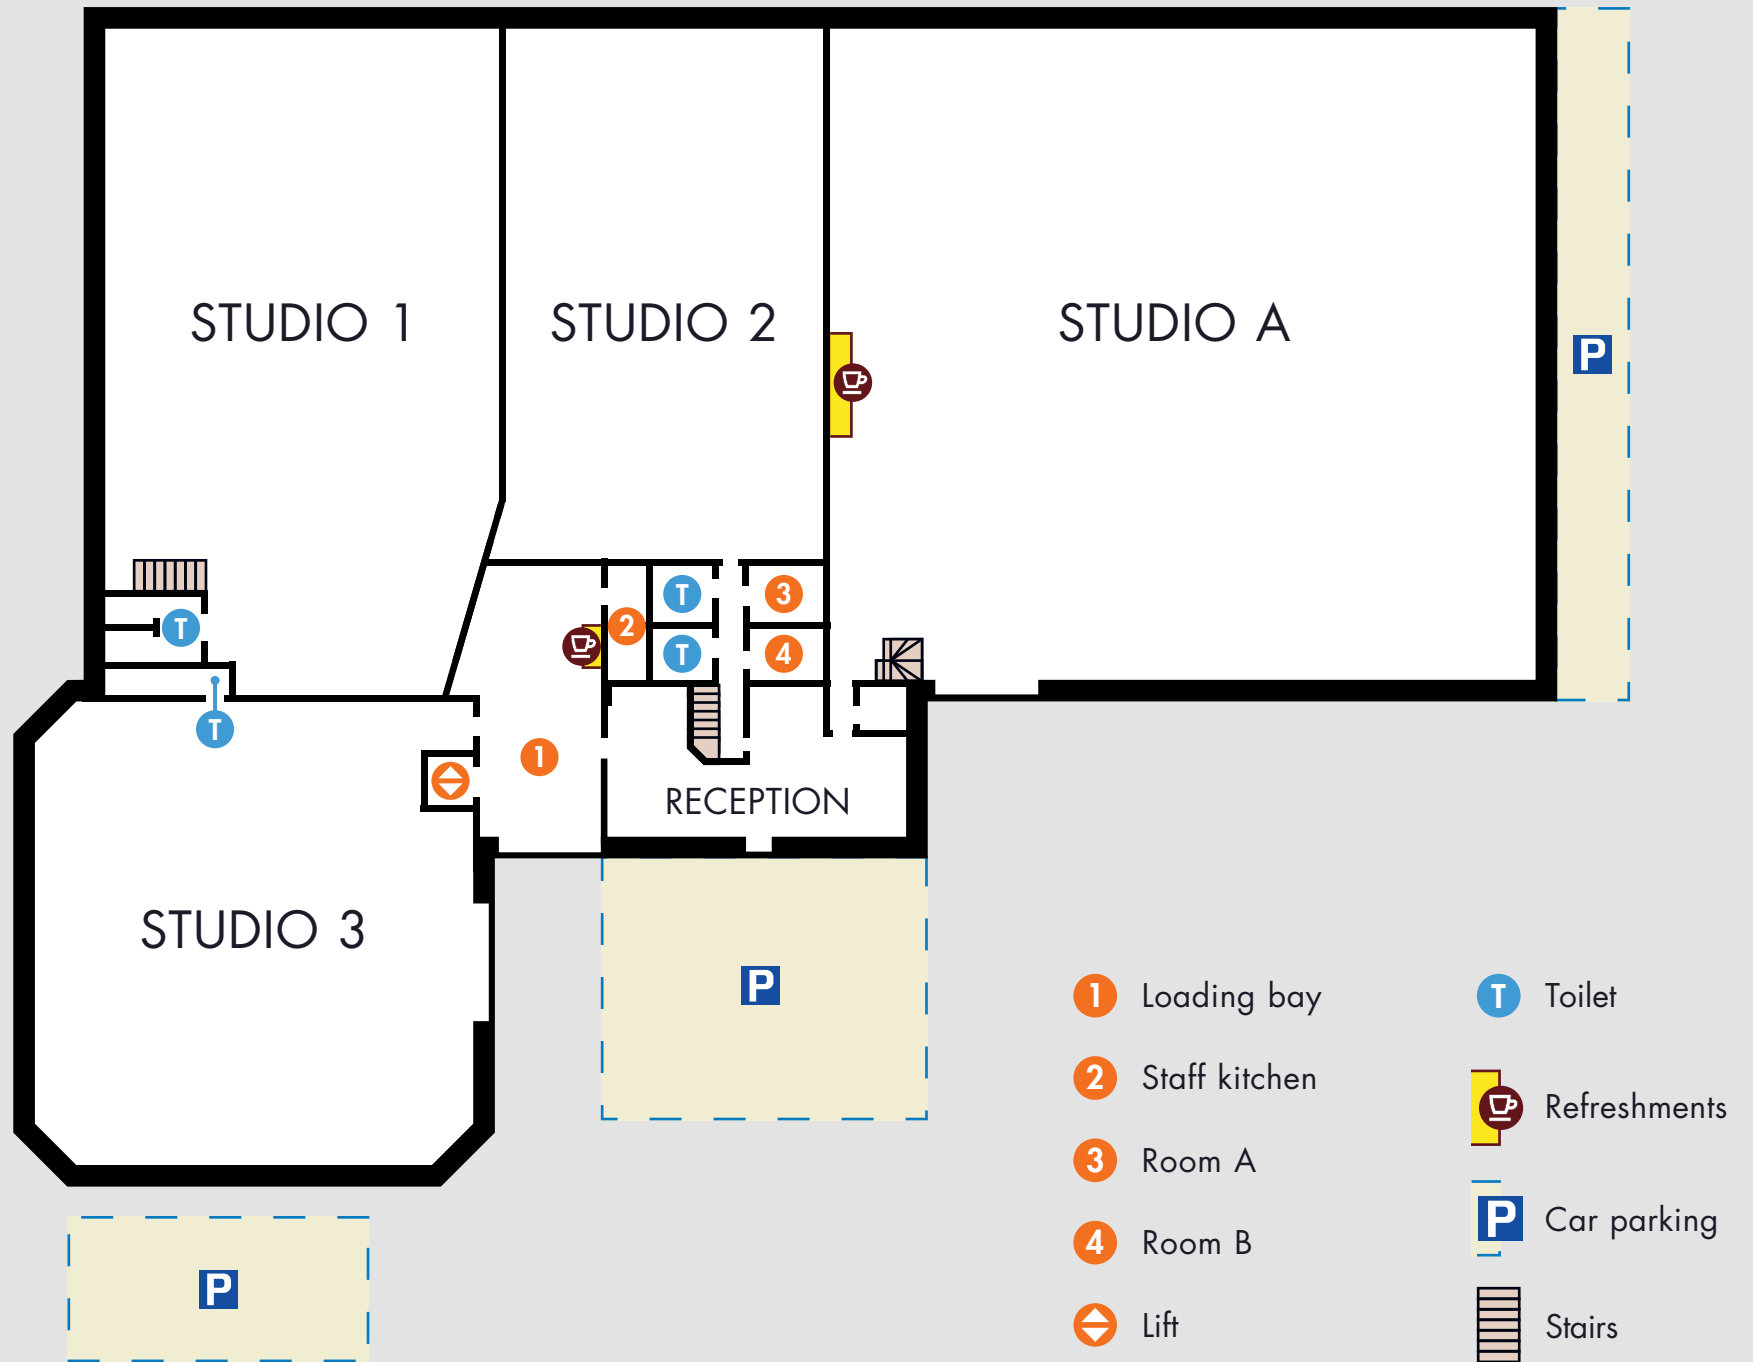 STUDIO 1
STUDIO 2
STUDIO A
P
T
T
3
2
T
4
T
1
RECEPTION
STUDIO 3
P
P
1 Loading bay
2 Staff kitchen
3 Room A
4 Room B
Lift
T Toilet
Refreshments
P Car parking
Stairs